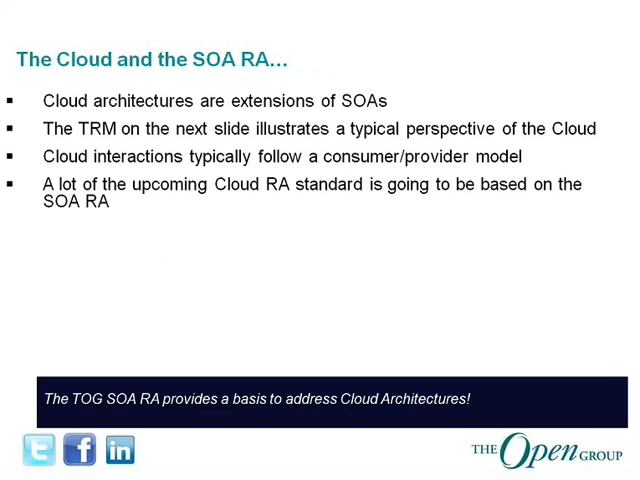 The Cloud and the SOA RA…
▪ Cloud architectures are extensions of SOAs
▪ The TRM on the next slide illustrates a typical perspective of the Cloud
▪ Cloud interactions typically follow a consumer/provider model
▪ A lot of the upcoming Cloud RA standard is going to be based on the
SOA RA
The TOG SOA RA provides a basis to address Cloud Architectures!
t f in
THE Open GROUP